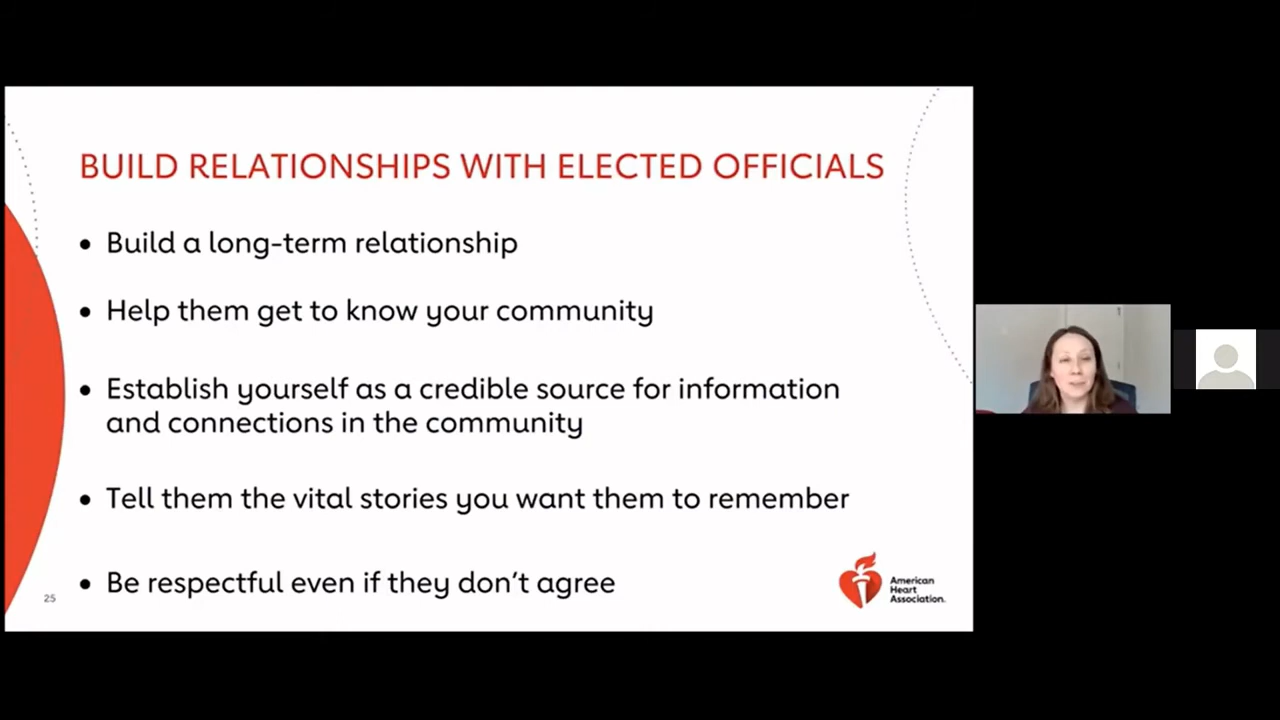 BUILD RELATIONSHIPS WITH ELECTED OFFICIALS
• Build a long-term relationship
• Help them get to know your community
• Establish yourself as a credible source for information
and connections in the community
• Tell them the vital stories you want them to remember
• Be respectful even if they don't agree
25
American
Heart
Association.